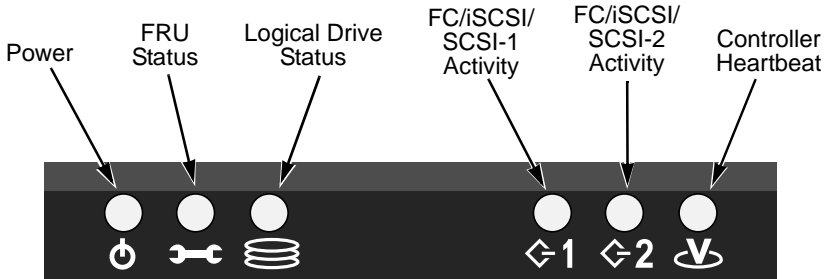 Power
FRU
Status
Logical Drive
Status
FC/iSCSI/
SCSI-1
Activity
FC/iSCSI/
SCSI-2
Activity
Controller
Heartbeat
1
2
V